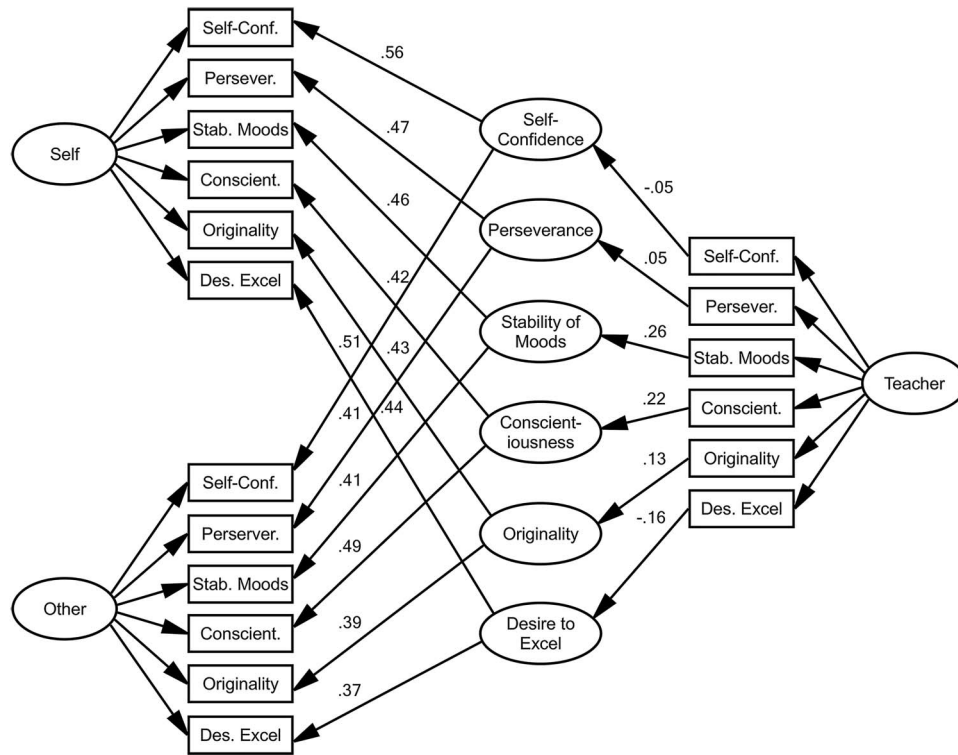 Self-Conf.
Persever.
Stab. Moods
Conscient.
Originality
Des. Excel
Self
.56
.47
.46
.42
.51
.43
.41
.44
.41
.49
.39
.37
Self-Conf.
Perserver.
Stab. Moods
Conscient.
Originality
Des. Excel
Other
Self-
Confidence
Perseverance
Stability of
Moods
Conscient-
iousness
Originality
Desire to
Excel
-.05
.05
.26
.22
.13
-.16
Self-Conf.
Persever.
Stab. Moods
Conscient.
Originality
Des. Excel
Teacher